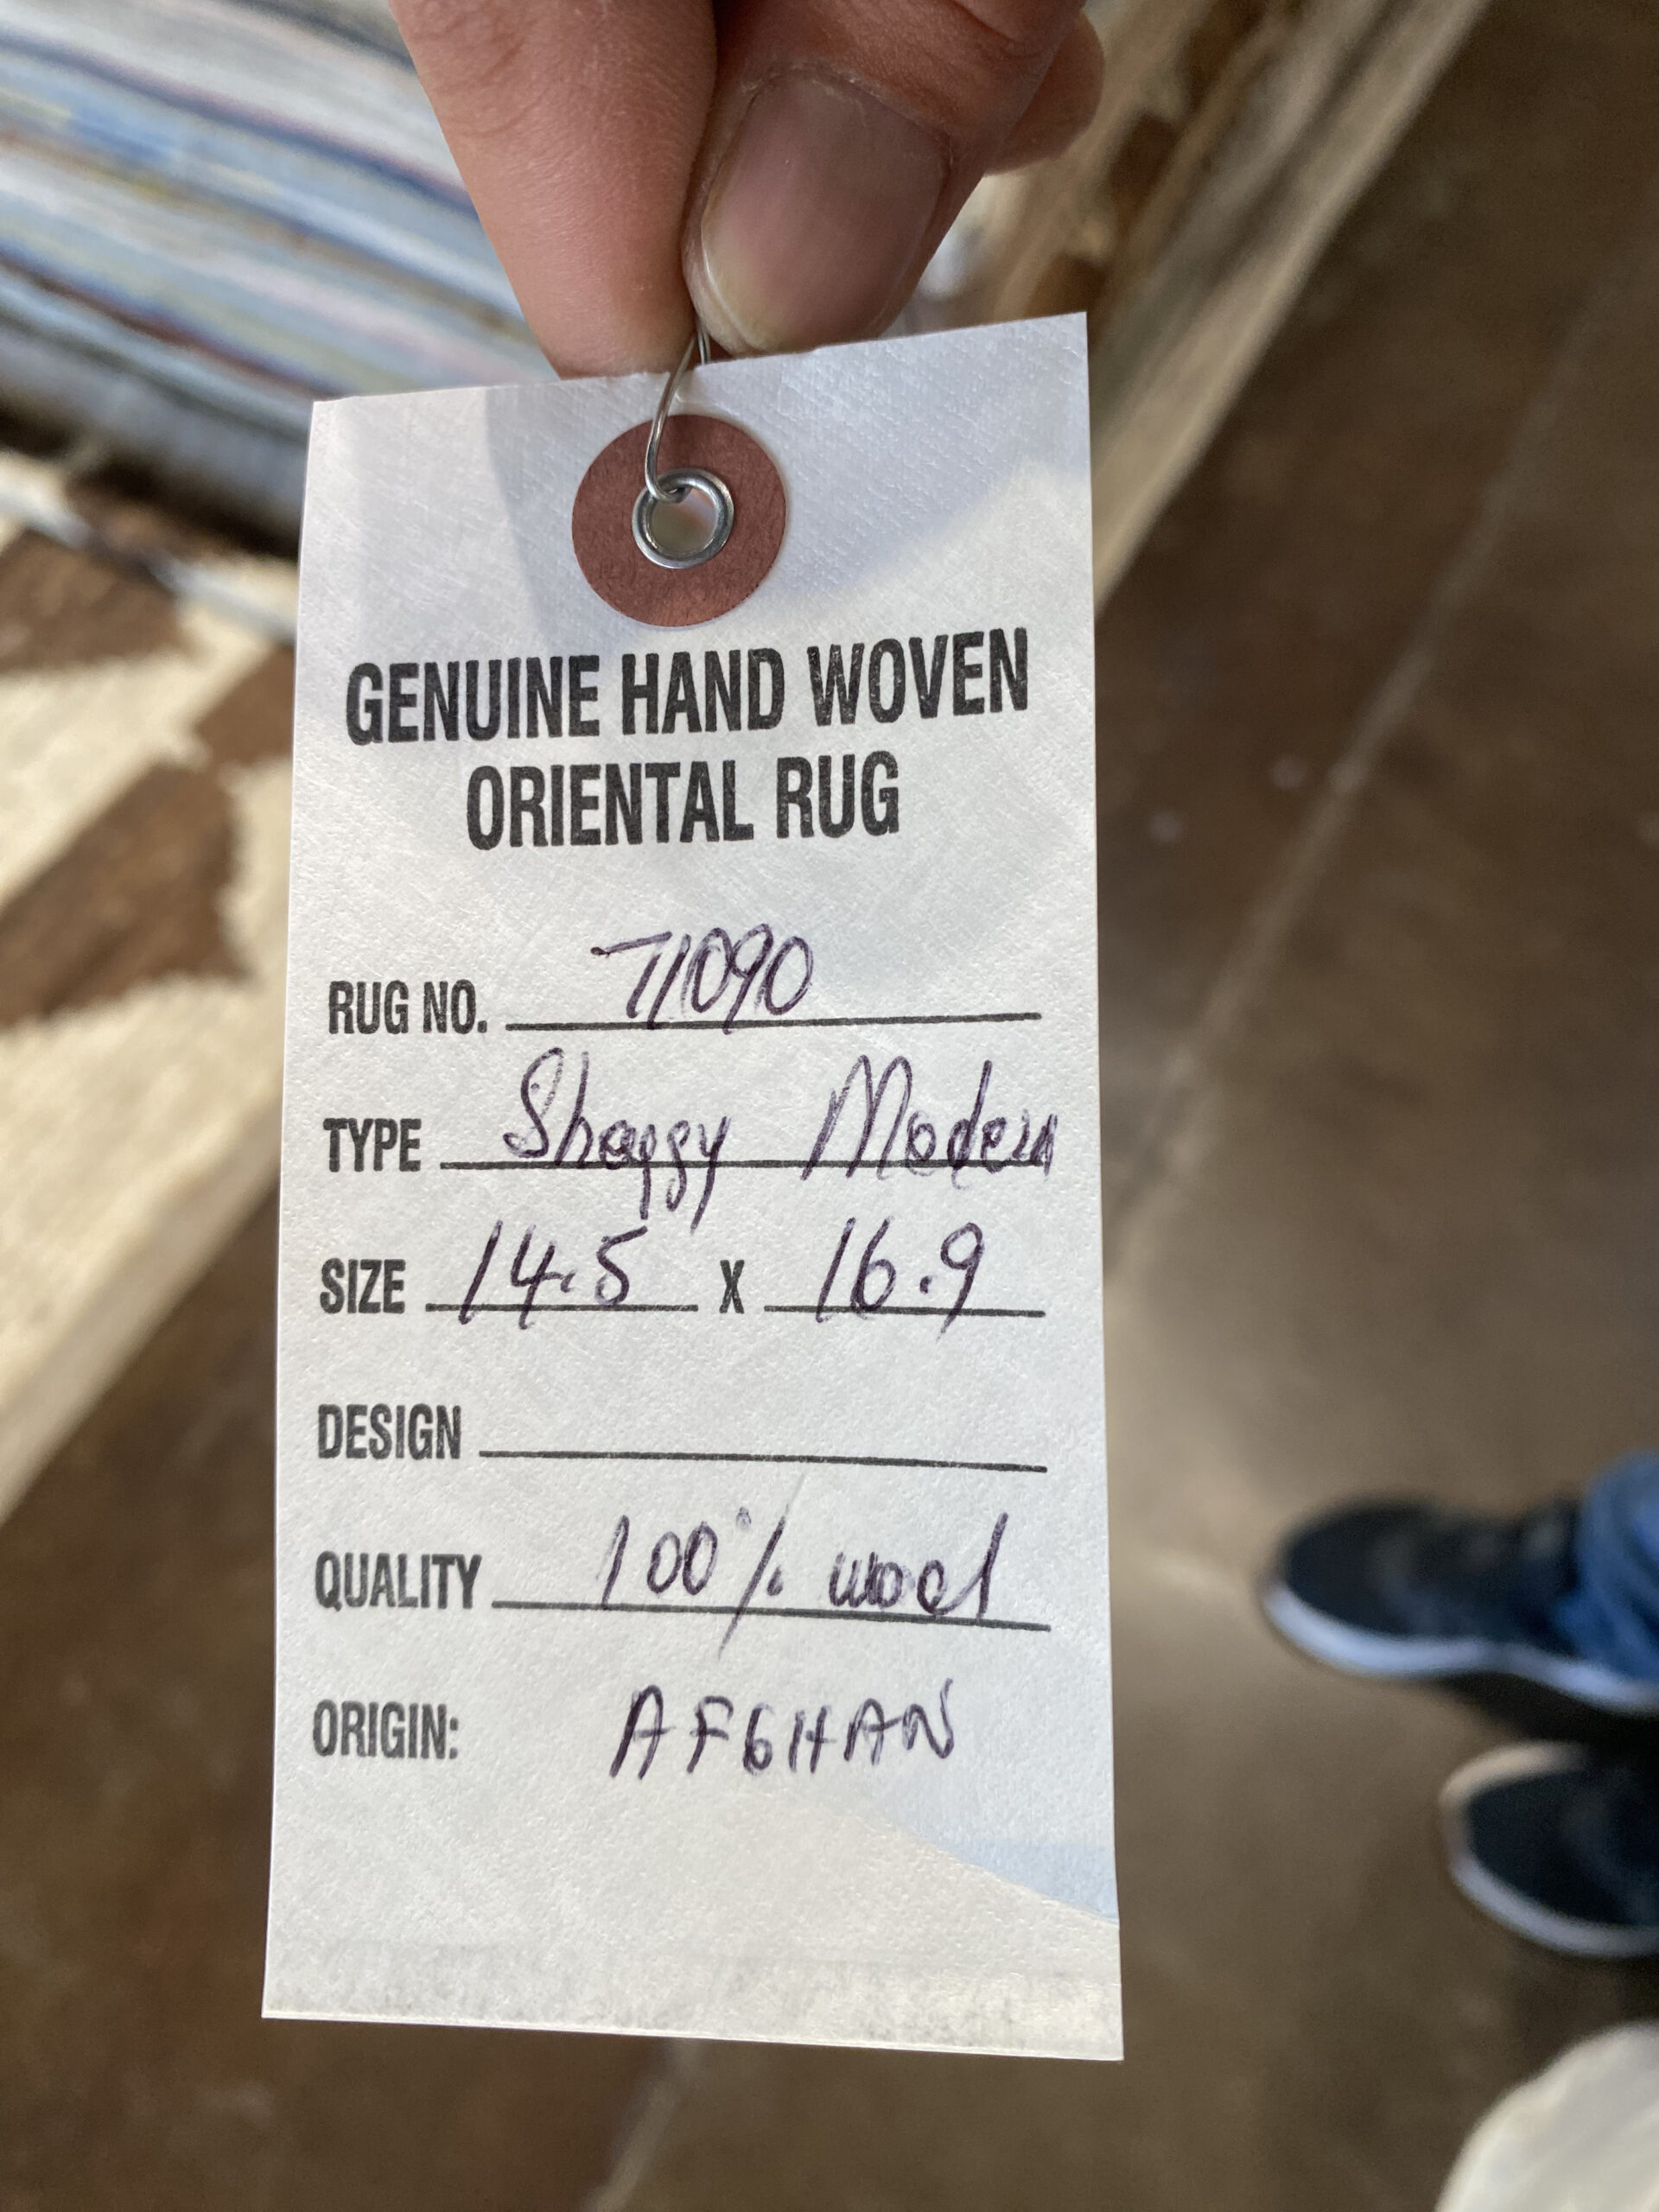 GENUINE HAND WOVEN
ORIENTAL RUG
RUG NO. 71090
TYPE Shaggy Modern
SIZE 14.5 X 16.9
DESIGN
QUALITY 100% wool
ORIGIN: AFGHAN